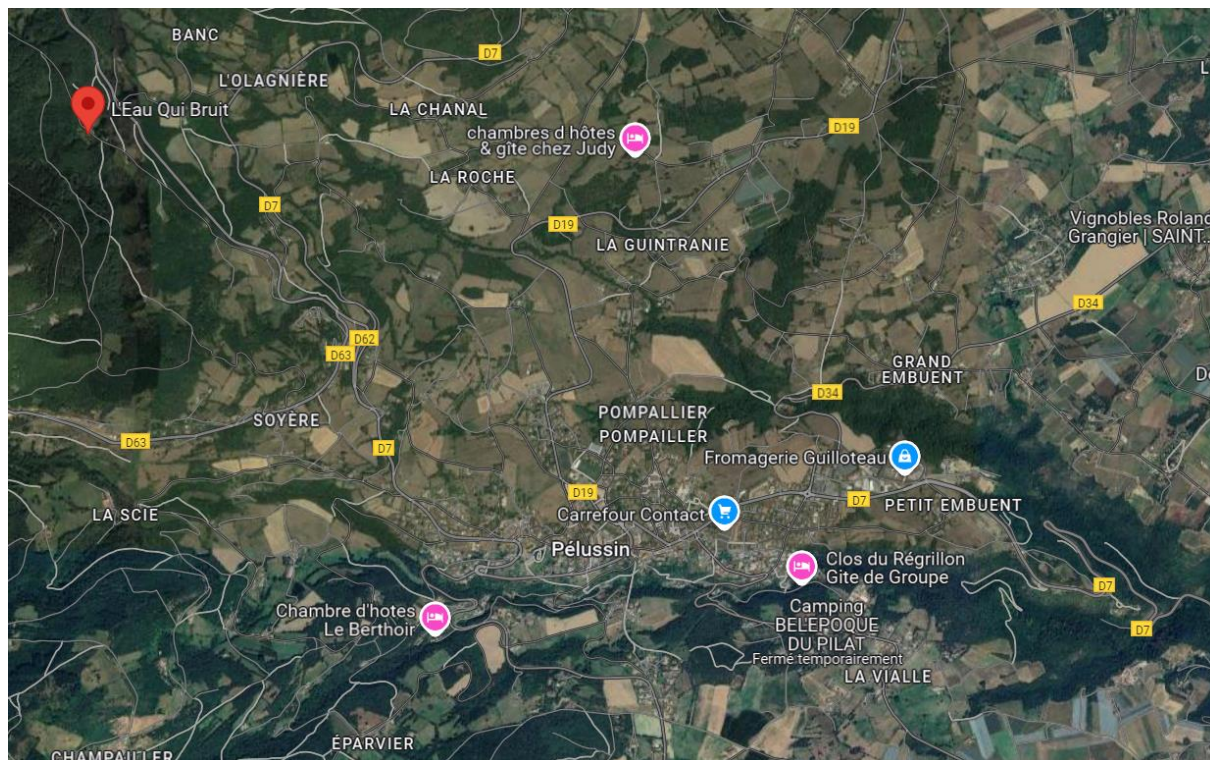 BANC
D7
L'OLAGNIÈRE
L'Eau Qui Bruit
LA CHANAL
chambres d hôtes
& gîte chez Judy
D19
LA ROCHE
D7
D19
LA GUINTRANIE
Vignobles Roland
Grangier | SAINT...
D34
D62
D63
GRAND
EMBUENT
D34
SOYÈRE
POMPALLIER
POMPAILLER
D63
D7
Fromagerie Guilloteau
D19
D7
PETIT EMBUENT
LA SCIE
Carrefour Contact
Pélussin
Clos du Régrillon
Gite de Groupe
D7
Chambre d'hotes
Le Berthoir
Camping
BELEPOQUE
DU PILAT
Fermé temporairement
D7
LA VIALLE
ÉPARVIER
CHAMPAILLER